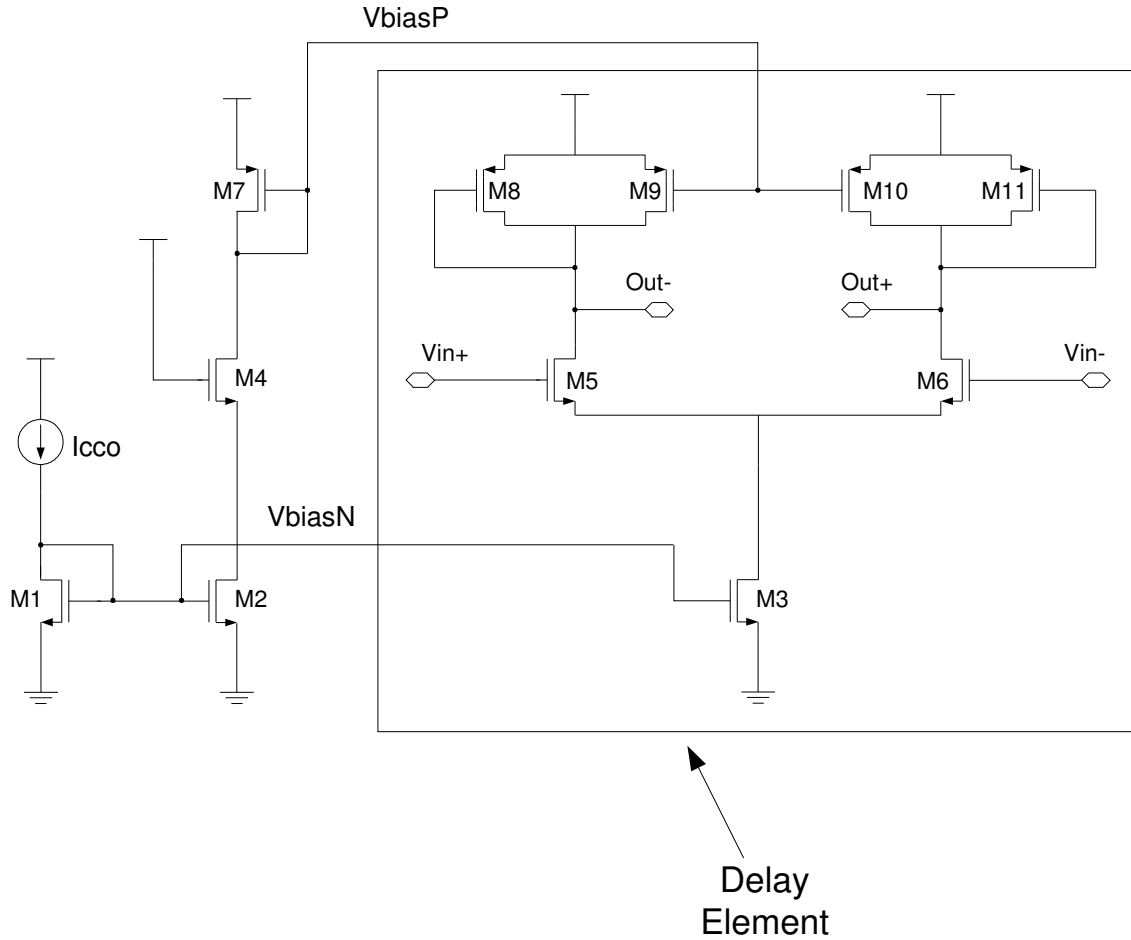 VbiasP
M7
M8
M9
M10
M11
Out-
Out+
Vin+
Vin-
M4
M5
M6
Icco
VbiasN
M1
M2
M3
Delay
Element